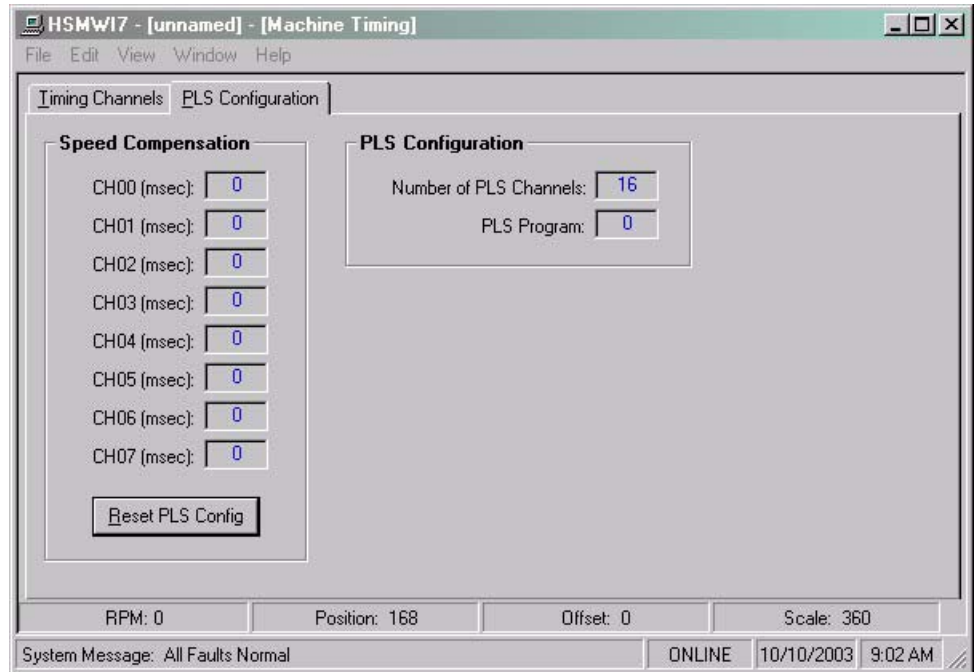 HSMWI7 - [unnamed] - [Machine Timing]
File Edit View Window Help
Timing Channels PLS Configuration
Speed Compensation
CH00 (msec): 0
CH01 (msec): 0
CH02 (msec): 0
CH03 (msec): 0
CH04 (msec): 0
CH05 (msec): 0
CH06 (msec): 0
CH07 (msec): 0
Reset PLS Config
PLS Configuration
Number of PLS Channels: 16
PLS Program: 0
RPM: 0 Position: 168 Offset: 0 Scale: 360
System Message: All Faults Normal ONLINE 10/10/2003 9:02 AM